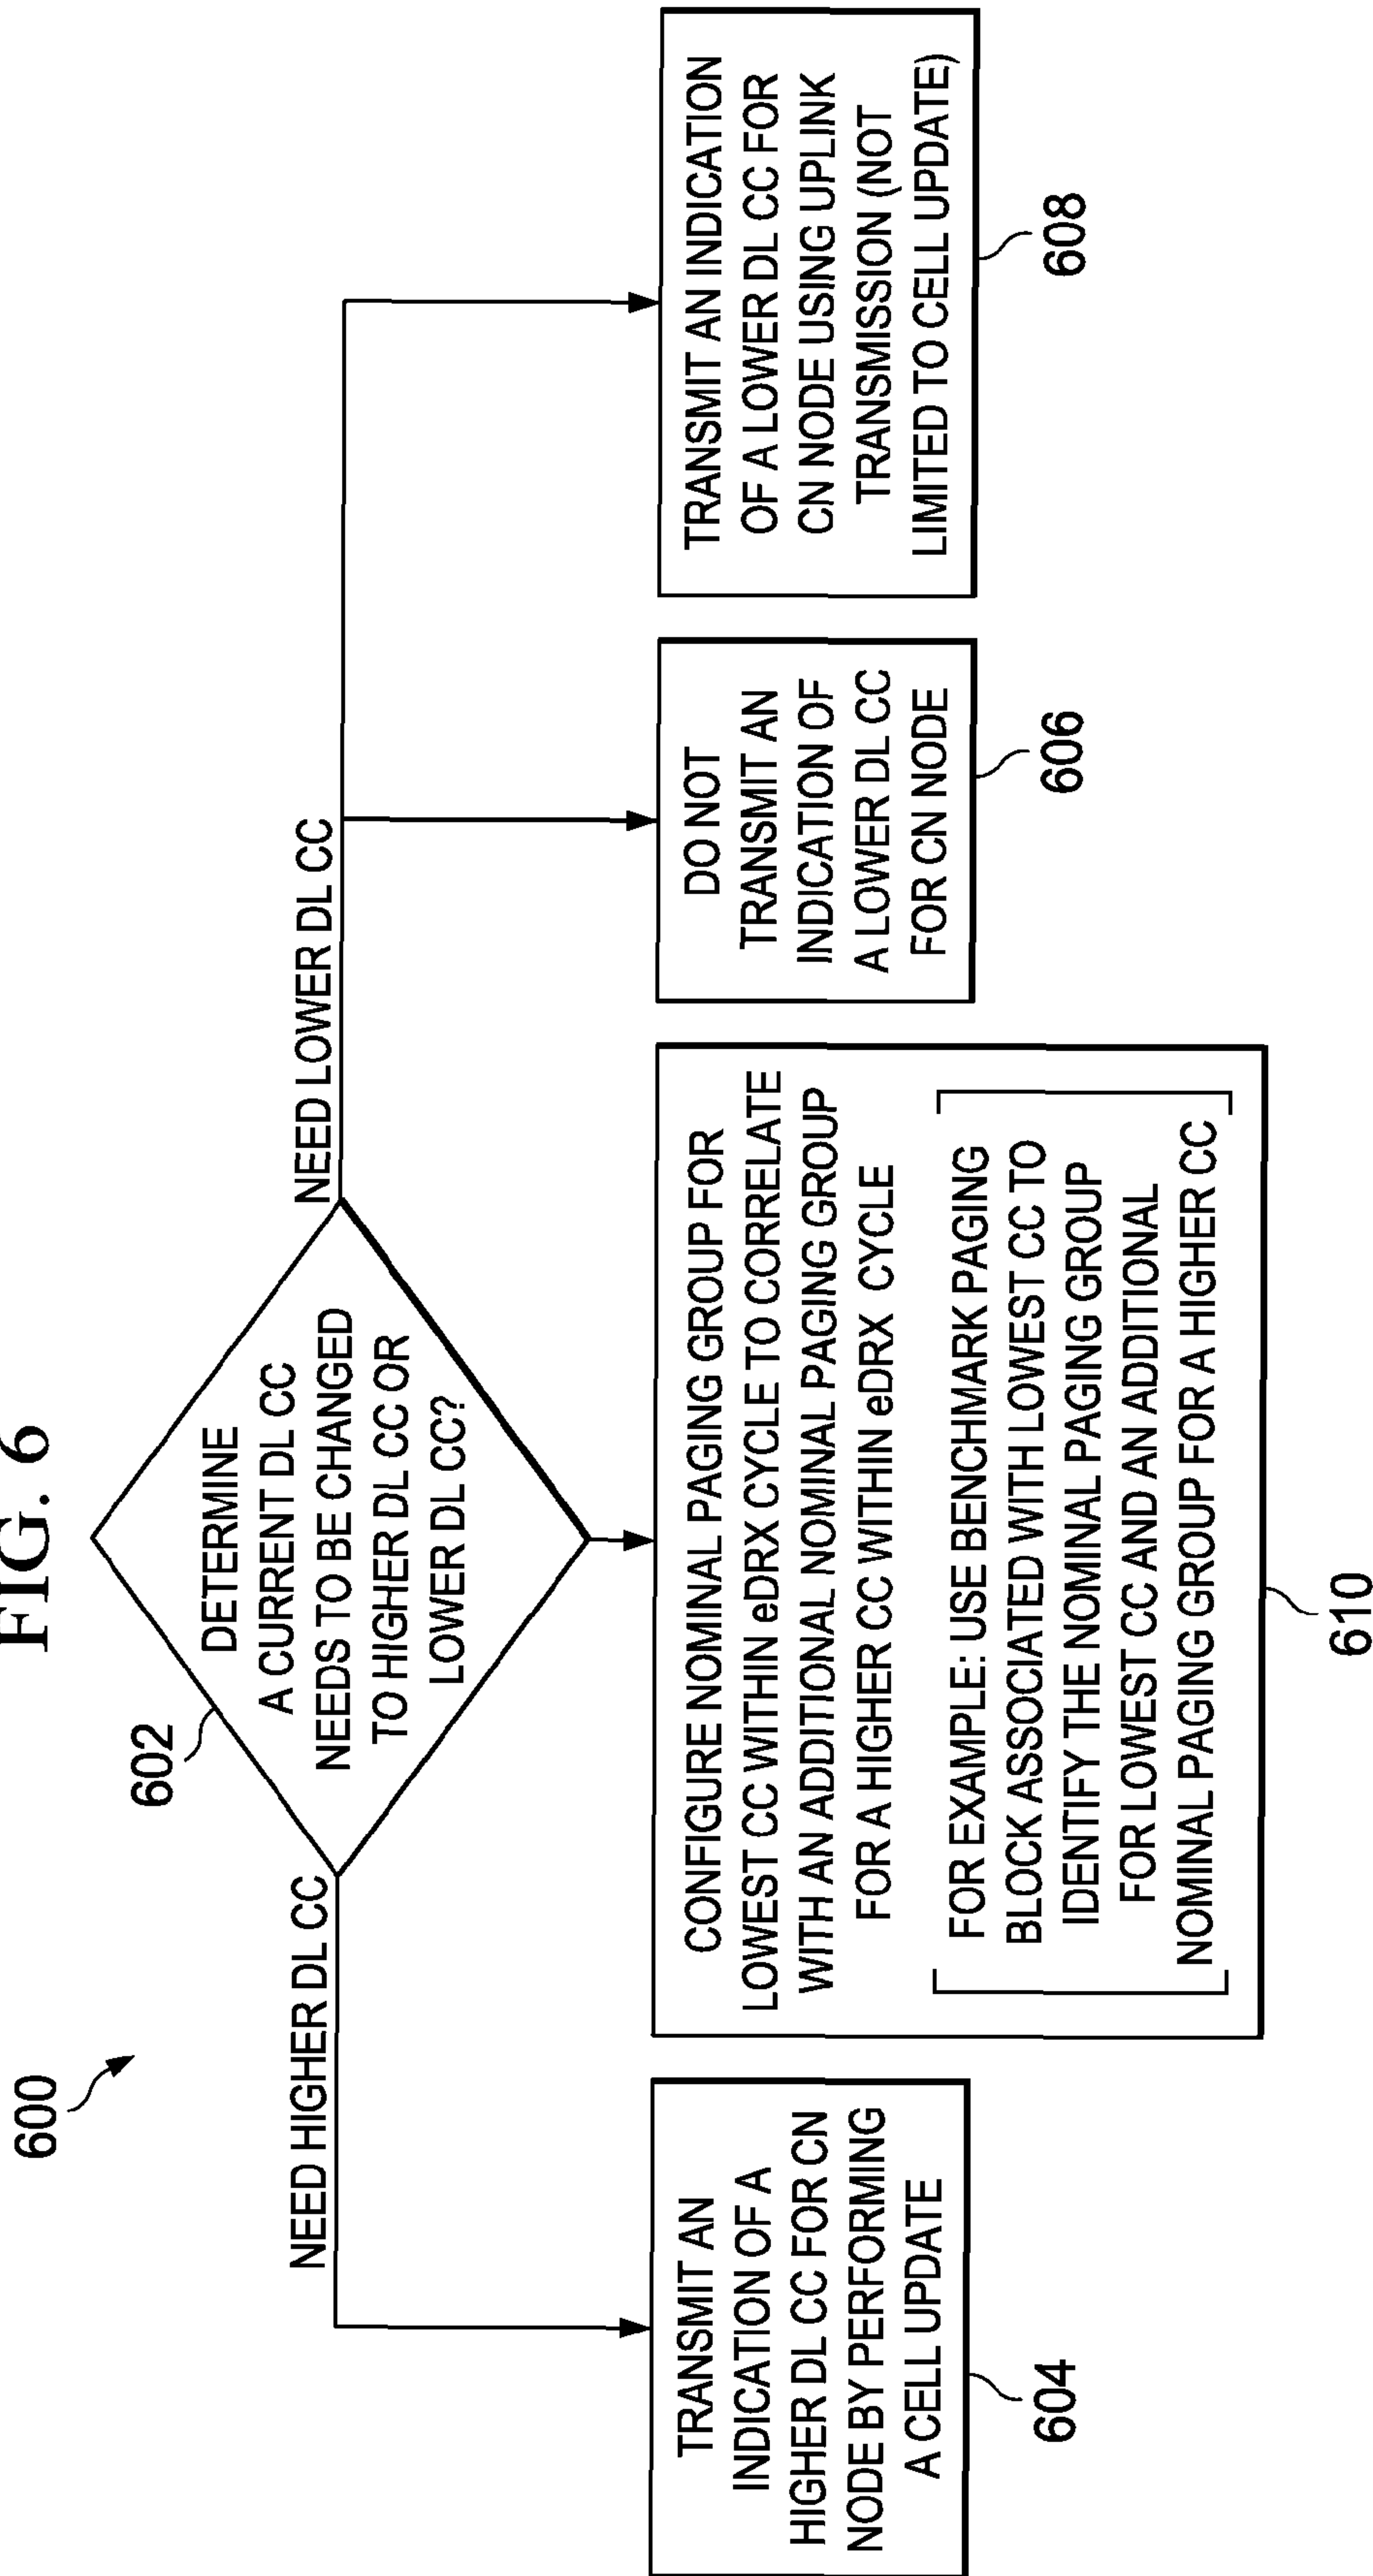 FIG. 6
600
602
DETERMINE
A CURRENT DL CC
NEEDS TO BE CHANGED
TO HIGHER DL CC OR
LOWER DL CC?
NEED HIGHER DL CC
NEED LOWER DL CC
TRANSMIT AN
INDICATION OF A
HIGHER DL CC FOR CN
NODE BY PERFORMING
A CELL UPDATE
604
CONFIGURE NOMINAL PAGING GROUP FOR
LOWEST CC WITHIN eDRX CYCLE TO CORRELATE
WITH AN ADDITIONAL NOMINAL PAGING GROUP
FOR A HIGHER CC WITHIN eDRX CYCLE
FOR EXAMPLE: USE BENCHMARK PAGING
BLOCK ASSOCIATED WITH LOWEST CC TO
IDENTIFY THE NOMINAL PAGING GROUP
FOR LOWEST CC AND AN ADDITIONAL
NOMINAL PAGING GROUP FOR A HIGHER CC
610
DO NOT
TRANSMIT AN
INDICATION OF
A LOWER DL CC
FOR CN NODE
606
TRANSMIT AN INDICATION
OF A LOWER DL CC FOR
CN NODE USING UPLINK
TRANSMISSION (NOT
LIMITED TO CELL UPDATE)
608